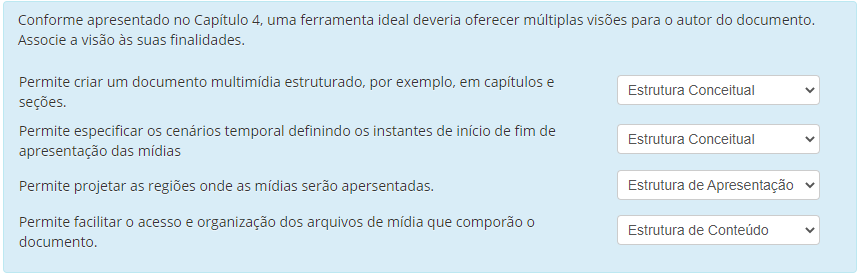 Conforme apresentado no Capítulo 4, uma ferramenta ideal deveria oferecer múltiplas visões para o autor do documento.
Associe a visão às suas finalidades.
Permite criar um documento multimídia estruturado, por exemplo, em capítulos e
seções.
Estrutura Conceitual
Permite especificar os cenários temporal definindo os instantes de início de fim de
apresentação das mídias
Estrutura Conceitual
Permite projetar as regiões onde as mídias serão apersentadas.
Estrutura de Apresentação
Permite facilitar o acesso e organização dos arquivos de mídia que comporão o
documento.
Estrutura de Conteúdo